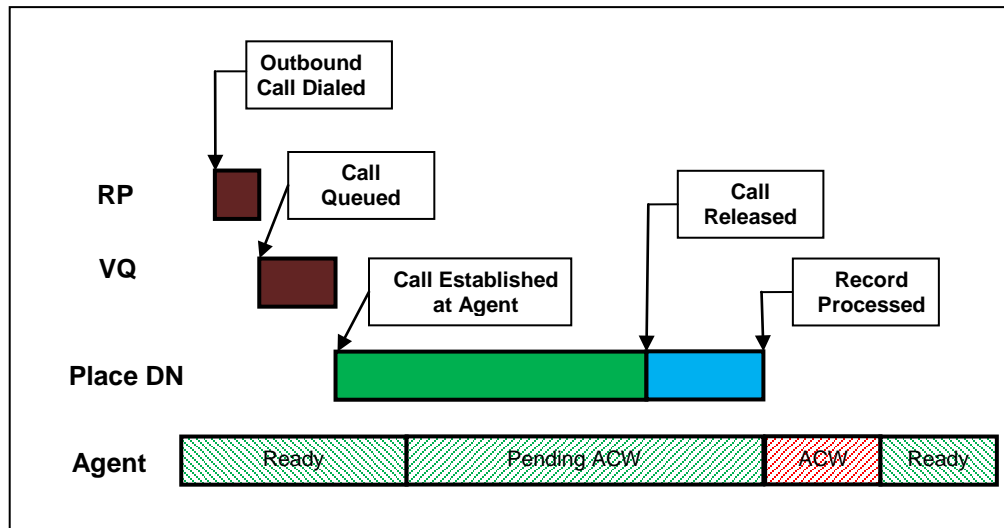 Outbound
Call Dialed
RP
Call
Queued
Call
Released
VQ
Call Established
at Agent
Record
Processed
Place DN
Agent
Ready
Pending ACW
ACW
Ready